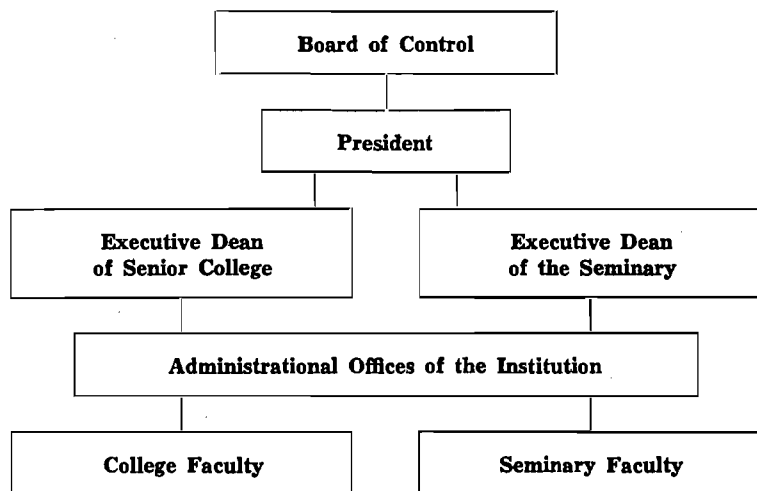 Board of Control
President
Executive Dean
of Senior College
Executive Dean
of the Seminary
Administrational Offices of the Institution
College Faculty
Seminary Faculty